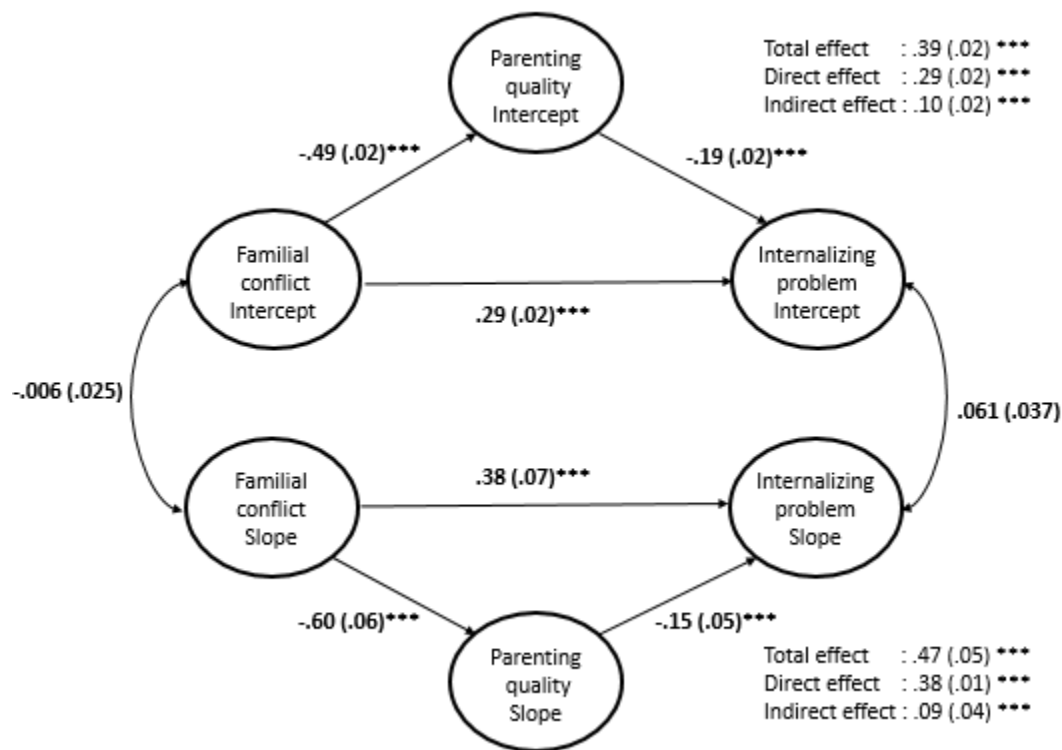 Parenting
quality
Intercept
Total effect : .39 (.02) ***
Direct effect : .29 (.02) ***
Indirect effect : .10 (.02) ***
-.49 (.02)***
-.19 (.02)***
Familial
conflict
Intercept
Internalizing
problem
Intercept
.29 (.02)***
-.006 (.025)
.061 (.037)
Familial
conflict
Slope
.38 (.07)***
Internalizing
problem
Slope
-.60 (.06)***
-.15 (.05)***
Parenting
quality
Slope
Total effect : .47 (.05) ***
Direct effect : .38 (.01) ***
Indirect effect : .09 (.04) ***